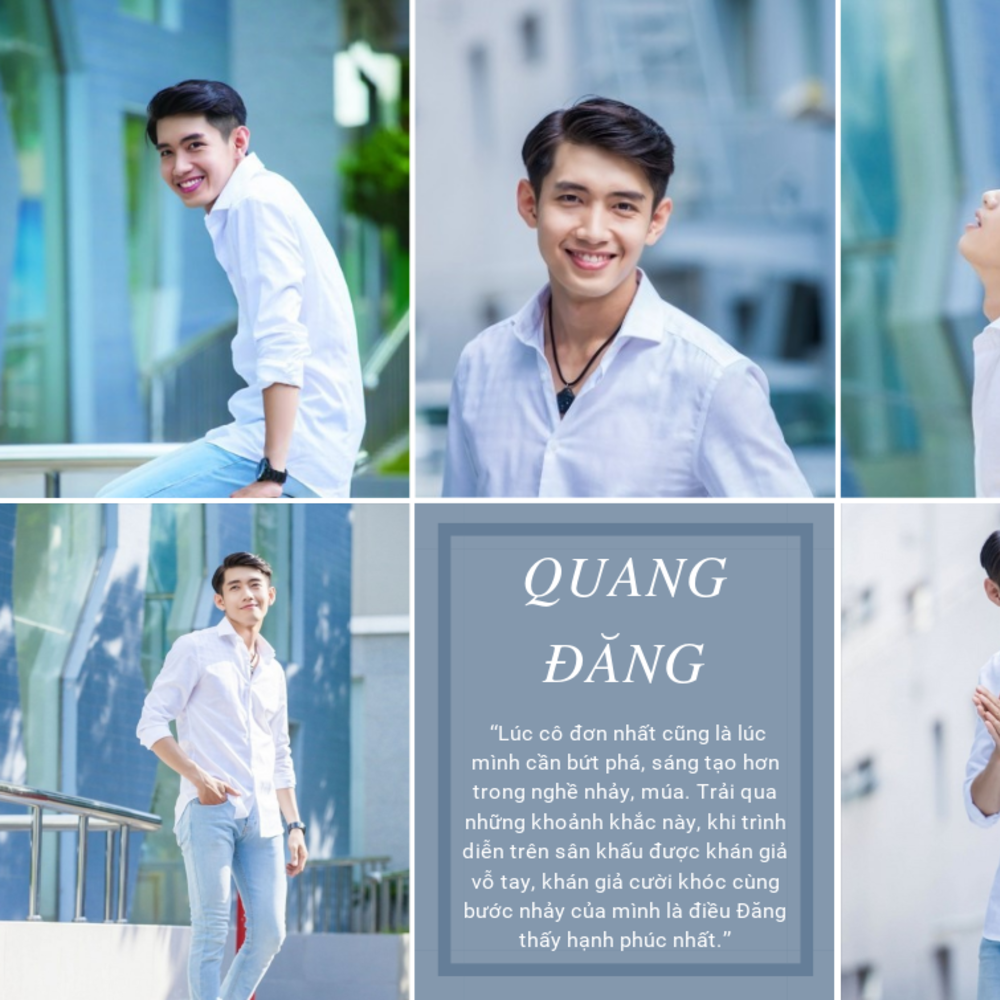 QUANG
ĐĂNG
“Lúc cô đơn nhất cũng là lúc
mình cần bứt phá, sáng tạo hơn
trong nghề nhảy, múa. Trải qua
những khoảnh khắc này, khi trình
diễn trên sân khấu được khán giả
vỗ tay, khán giả cười khóc cùng
bước nhảy của mình là điều Đăng
thấy hạnh phúc nhất.”